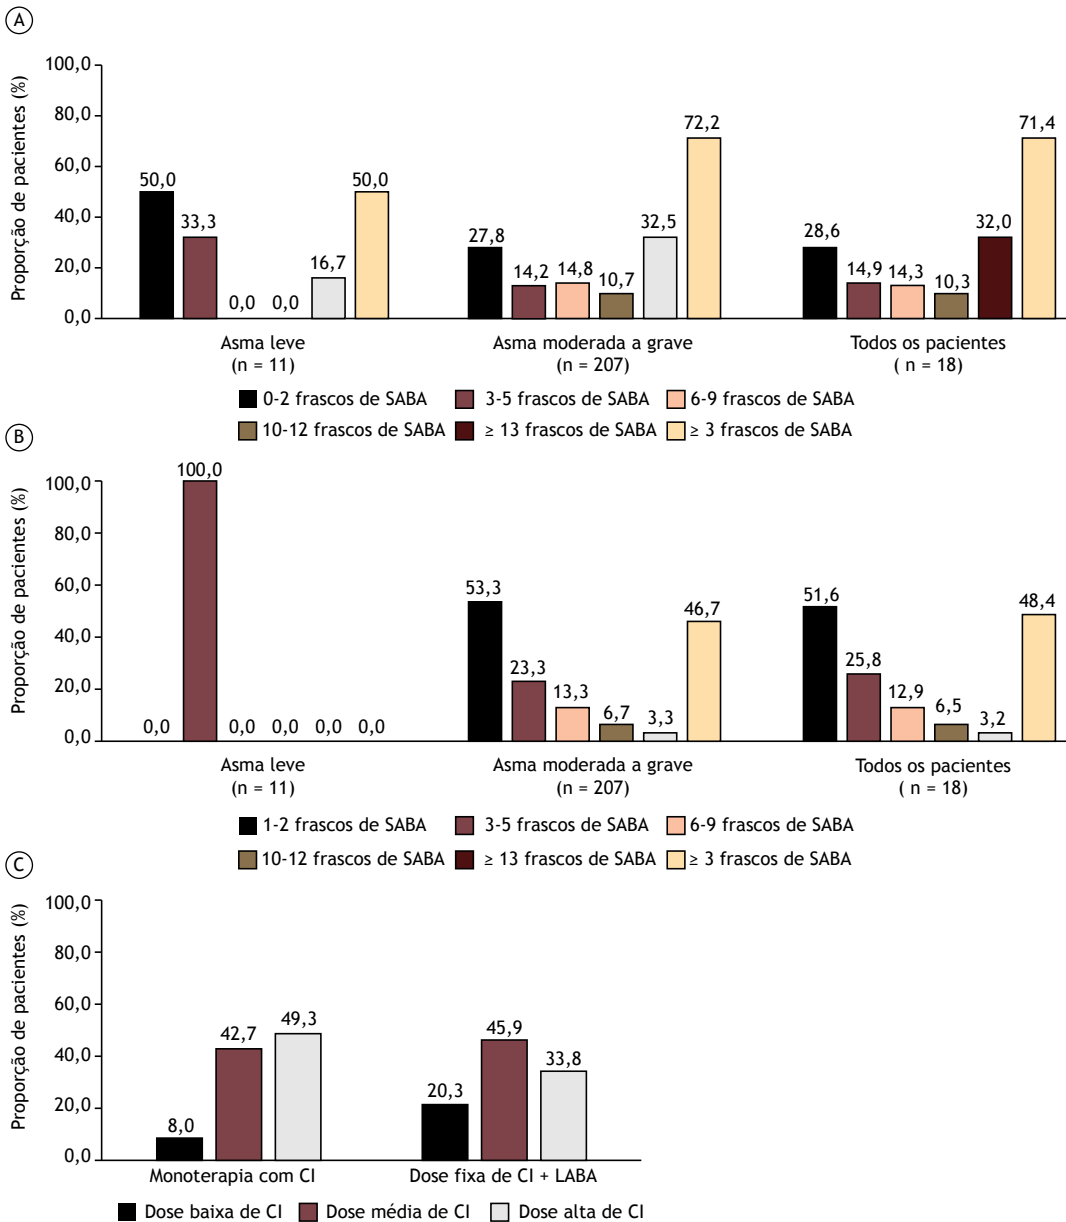 A
Proporção de pacientes (%)
100,0
80,0
60,0
40,0
20,0
0,0
50,0
33,3
0,0
0,0
16,7
50,0
27,8
14,2
14,8
10,7
32,5
72,2
28,6
14,9
14,3
10,3
32,0
71,4
Asma leve
(n = 11)
Asma moderada a grave
(n = 207)
Todos os pacientes
( n = 18)
0-2 frascos de SABA
3-5 frascos de SABA
6-9 frascos de SABA
10-12 frascos de SABA
≥ 13 frascos de SABA
≥ 3 frascos de SABA
B
Proporção de pacientes (%)
100,0
80,0
60,0
40,0
20,0
0,0
0,0
100,0
0,0
0,0
0,0
0,0
53,3
23,3
13,3
6,7
3,3
46,7
51,6
25,8
12,9
6,5
3,2
48,4
Asma leve
(n = 11)
Asma moderada a grave
(n = 207)
Todos os pacientes
( n = 18)
1-2 frascos de SABA
3-5 frascos de SABA
6-9 frascos de SABA
10-12 frascos de SABA
≥ 13 frascos de SABA
≥ 3 frascos de SABA
C
Proporção de pacientes (%)
100,0
80,0
60,0
40,0
20,0
0,0
8,0
42,7
49,3
20,3
45,9
33,8
Monoterapia com CI
Dose fixa de CI + LABA
Dose baixa de CI
Dose média de CI
Dose alta de CI